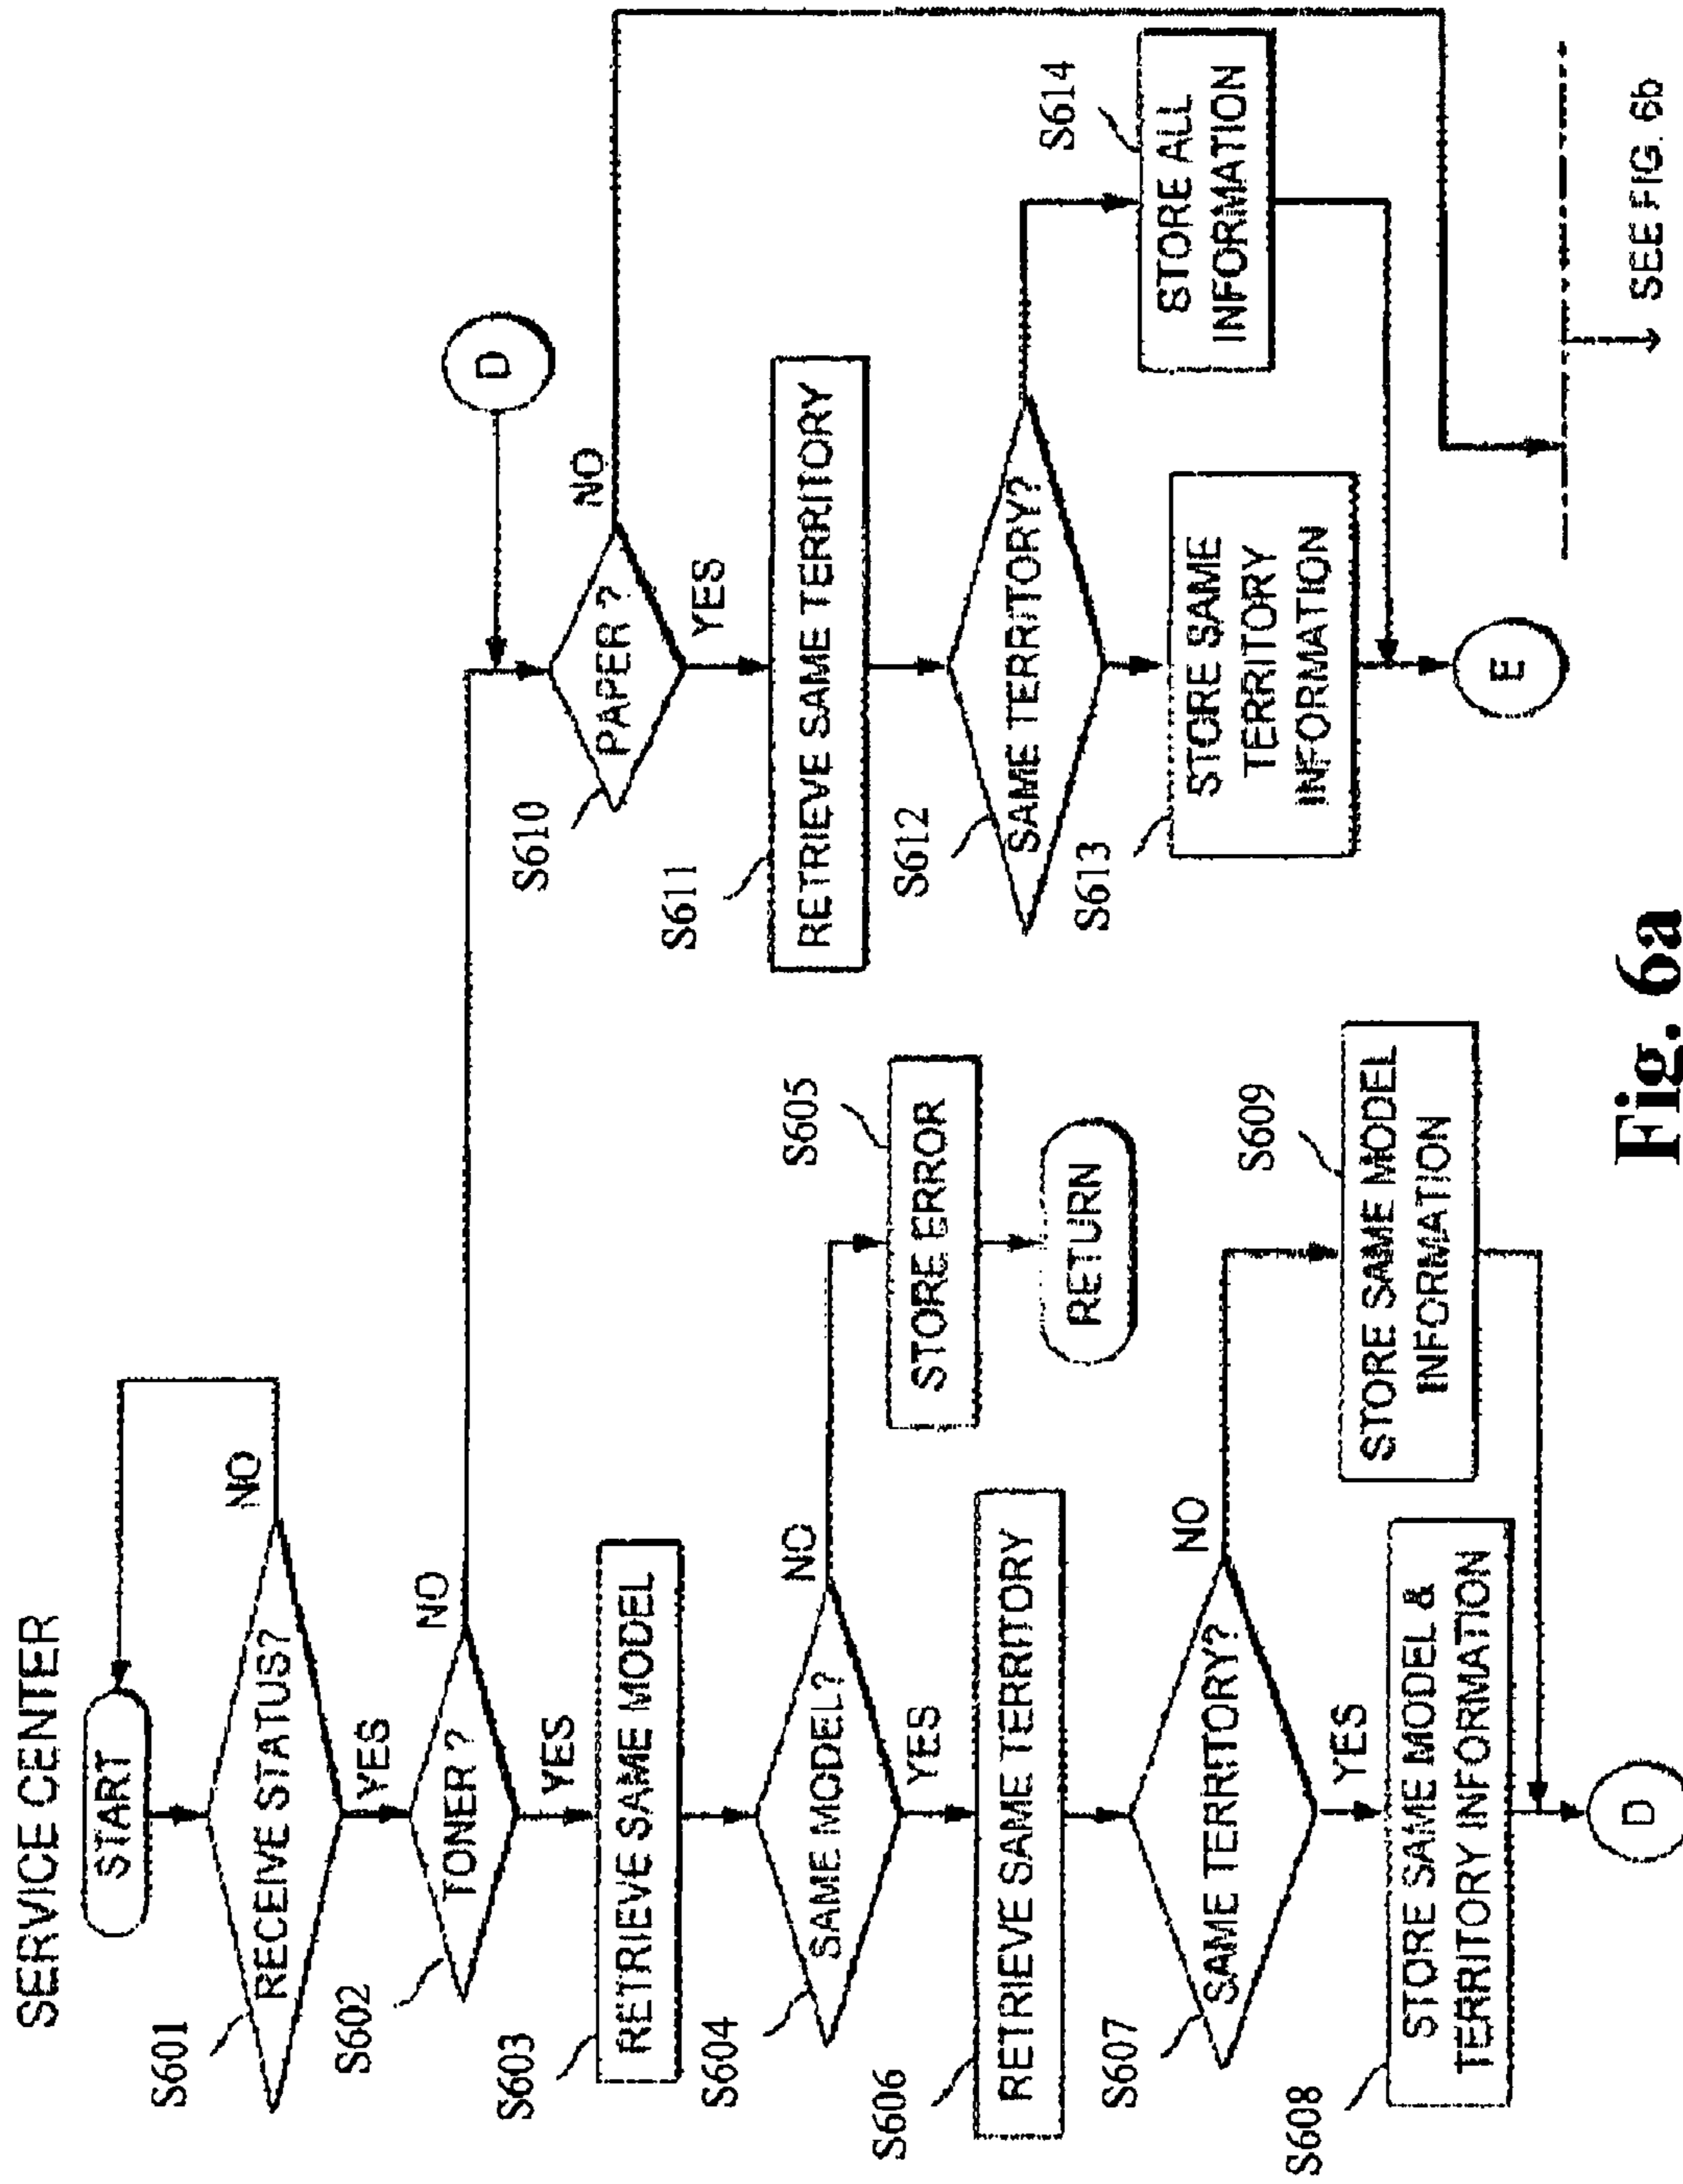 SERVICE CENTER
START
S601
RECEIVE STATUS?
NO
YES
S602
TONER ?
NO
YES
S603
RETRIEVE SAME MODEL
S604
SAME MODEL?
NO
YES
S605
STORE ERROR
RETURN
S606
RETRIEVE SAME TERRITORY
S607
SAME TERRITORY?
NO
YES
S608
STORE SAME MODEL &
TERRITORY INFORMATION
S609
STORE SAME MODEL
INFORMATION
D
D
S610
PAPER ?
NO
YES
S611
RETRIEVE SAME TERRITORY
S612
SAME TERRITORY?
S613
STORE SAME
TERRITORY
INFORMATION
S614
STORE ALL
INFORMATION
E
SEE FIG. 6b
Fig. 6a